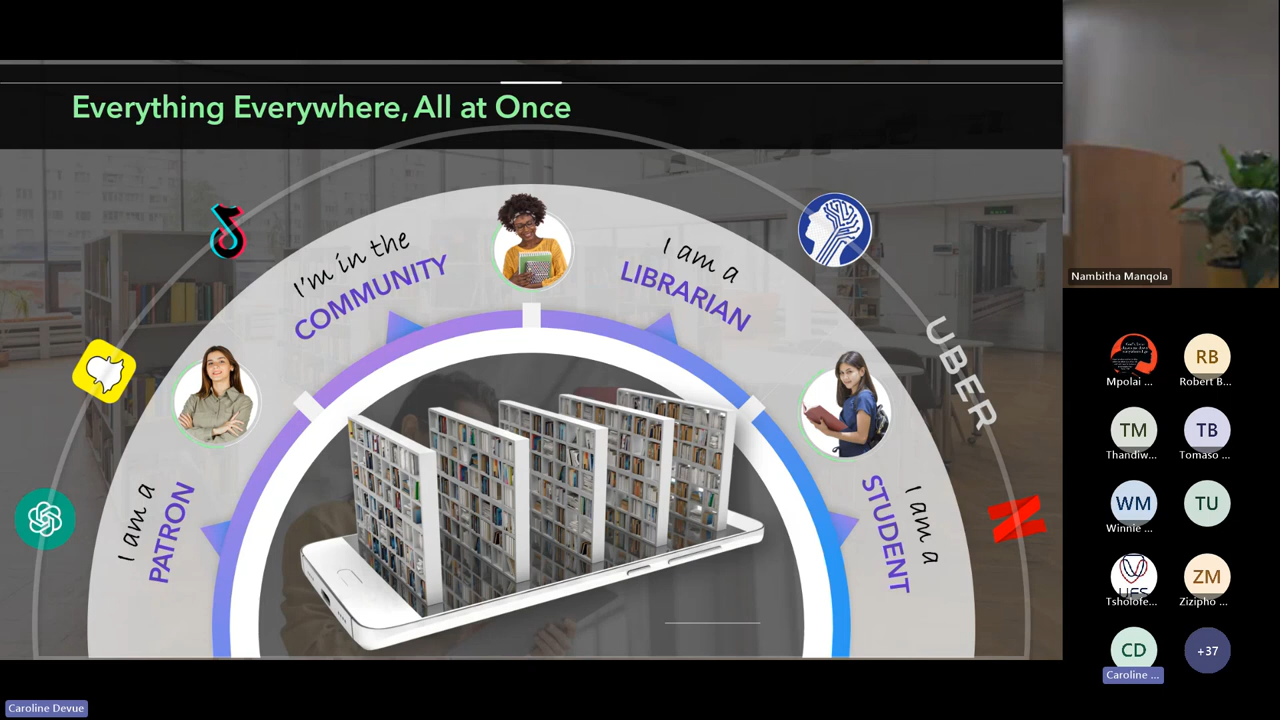 Everything Everywhere, All at Once
I'm in the
COMMUNITY
I am a
LIBRARIAN
I am a
PATRON
I am a
STUDENT
UBER
N
Nambitha Manqola
Mpolai ...
RB
Robert B...
TM
Thandiw...
TB
Tomaso ...
WM
Winnie ...
TU
UFS
Tsholofe...
ZM
Zizipho ...
CD
Caroline ...
+37
Caroline Devue